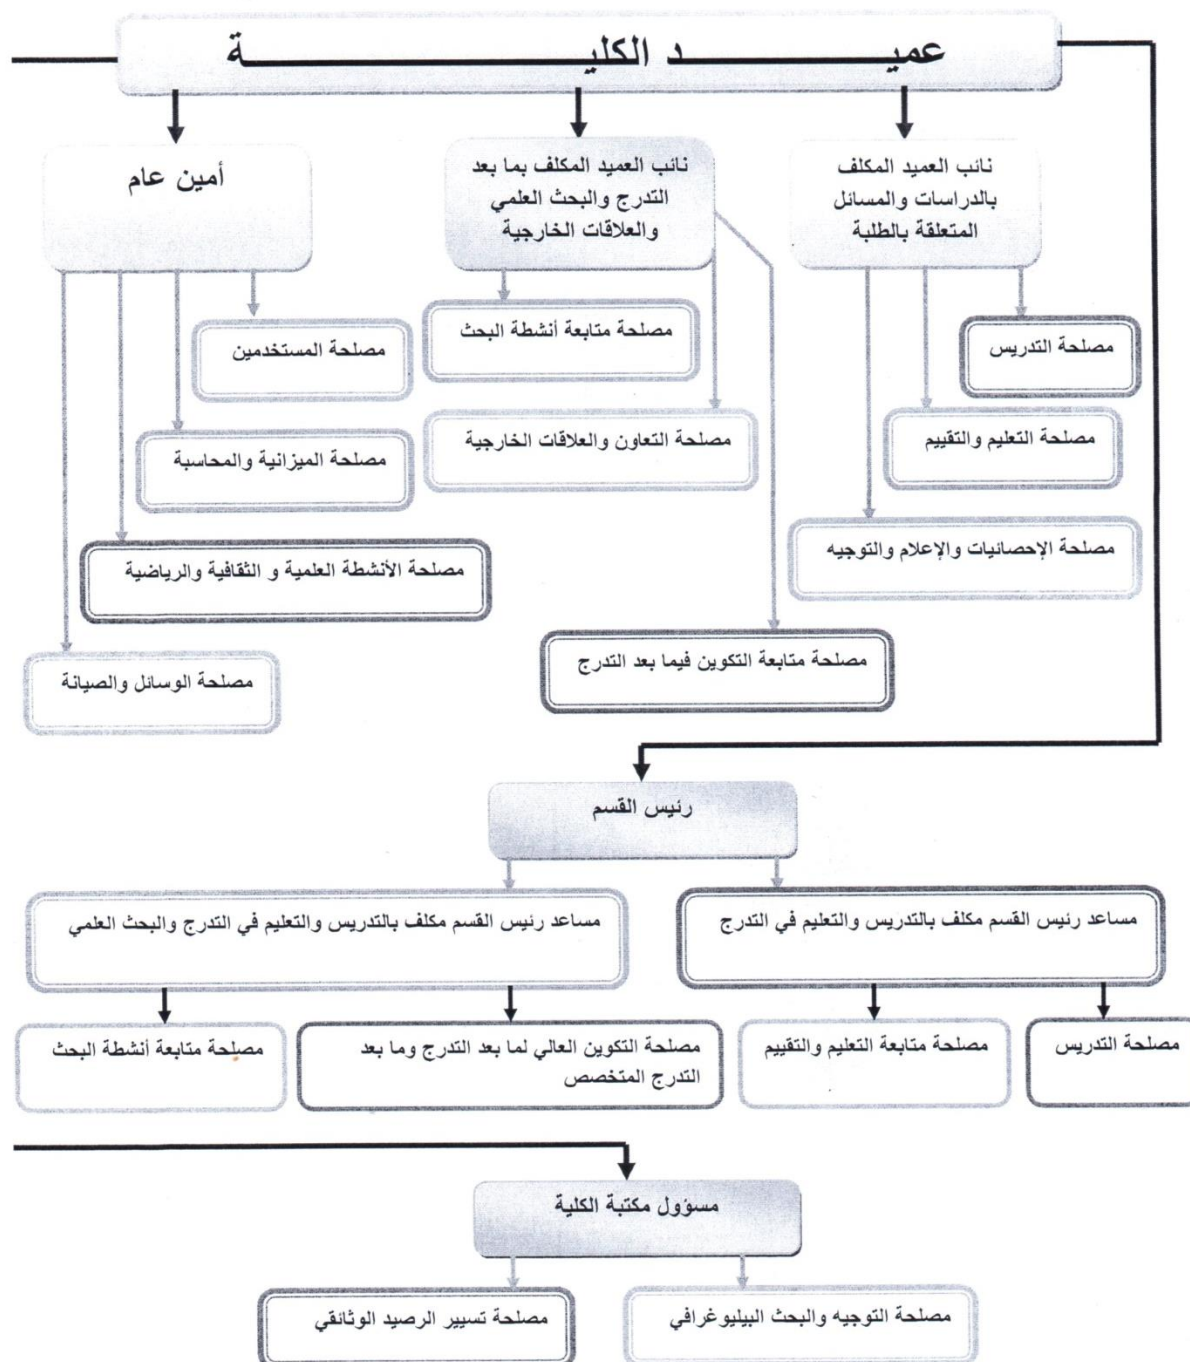 عميــــــــد الكليــــــــــــــــــــة
نائب العميد المكلف
بالدراسات والمسائل
المتعلقة بالطلبة
نائب العميد المكلف بما بعد
التدرج والبحث العلمي
والعلاقات الخارجية
أمين عام
مصلحة التدريس
مصلحة التعليم والتقييم
مصلحة الإحصائيات والإعلام والتوجيه
مصلحة متابعة أنشطة البحث
مصلحة التعاون والعلاقات الخارجية
مصلحة متابعة التكوين فيما بعد التدرج
مصلحة المستخدمين
مصلحة الميزانية والمحاسبة
مصلحة الأنشطة العلمية و الثقافية والرياضية
مصلحة الوسائل والصيانة
رئيس القسم
مساعد رئيس القسم مكلف بالتدريس والتعليم في التدرج
مساعد رئيس القسم مكلف بالتدريس والتعليم في التدرج والبحث العلمي
مصلحة التدريس
مصلحة متابعة التعليم والتقييم
مصلحة التكوين العالي لما بعد التدرج وما بعد
التدرج المتخصص
مصلحة متابعة أنشطة البحث
مسؤول مكتبة الكلية
مصلحة التوجيه والبحث البيليوغرافي
مصلحة تسيير الرصيد الوثائقي